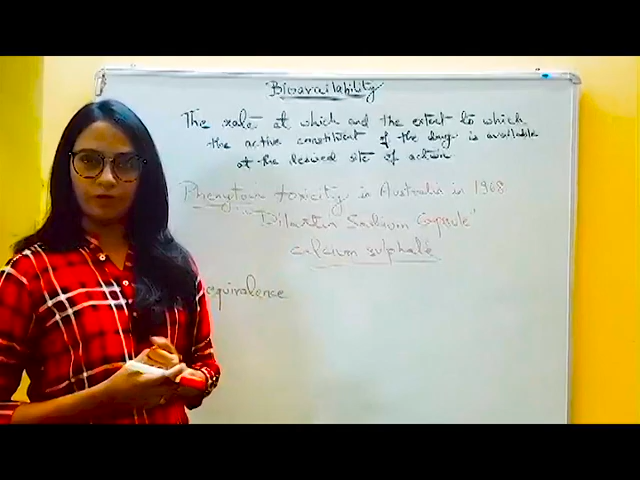 Bioavailability
The rate at which and the extent to which
the active constituent of the drug is available
at the desired site of action
Phenytoin toxicity in Australia in 1968
"Dilantin Sodium Capsule"
calcium sulphate
equivalence